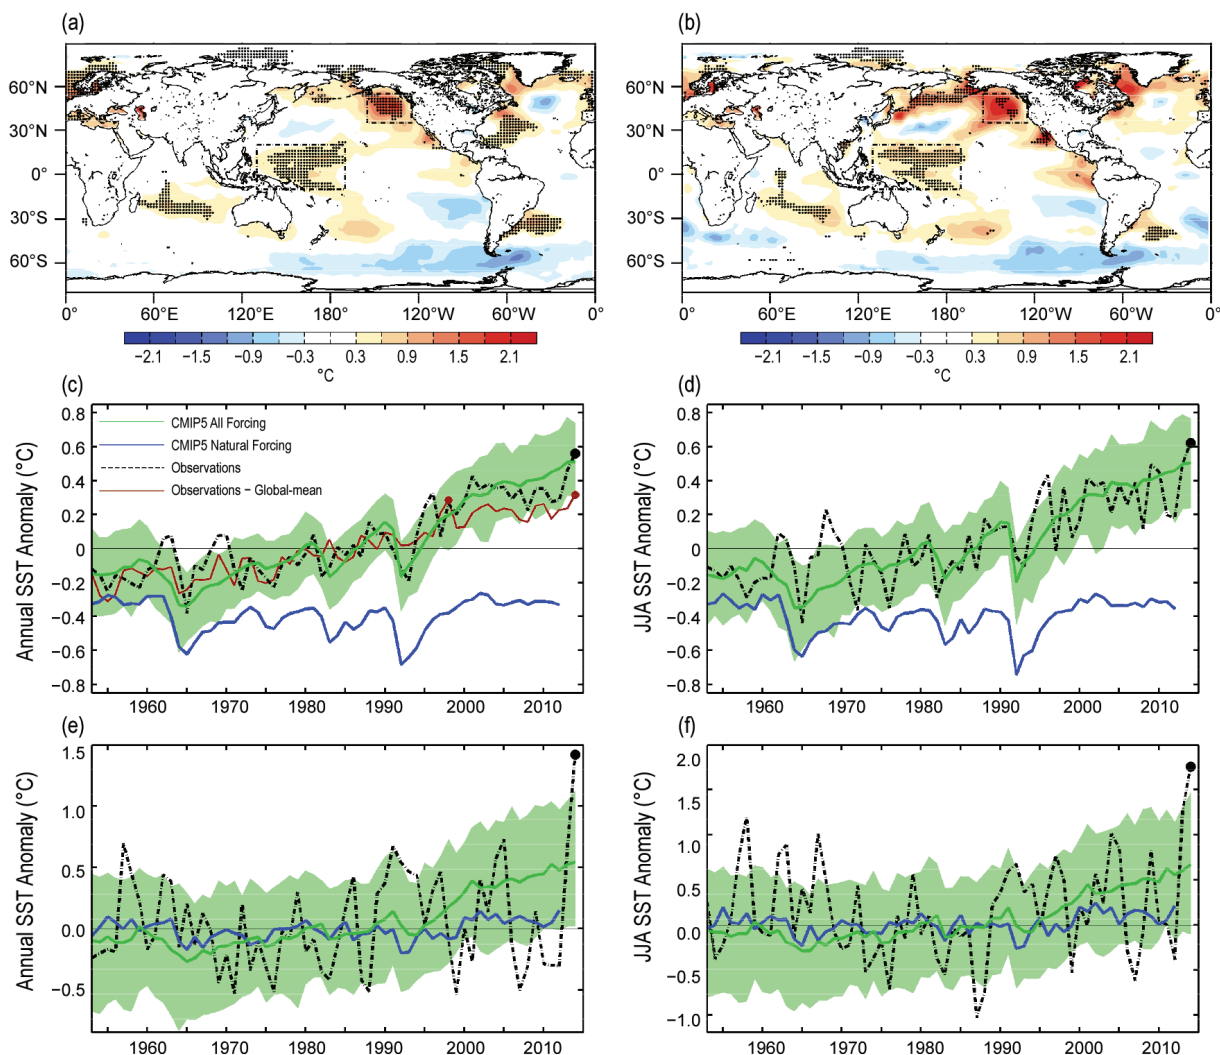 (a)
(b)
60°N
30°N
0°
30°S
60°S
60°N
30°N
0°
30°S
60°S
0° 60°E 120°E 180° 120°W 60°W 0°
0° 60°E 120°E 180° 120°W 60°W 0°
−2.1 −1.5 −0.9 −0.3 0.3 0.9 1.5 2.1
°C
−2.1 −1.5 −0.9 −0.3 0.3 0.9 1.5 2.1
°C
(c)
(d)
Annual SST Anomaly (°C)
0.8
0.6
0.4
0.2
0
−0.2
−0.4
−0.6
−0.8
CMIP5 All Forcing
CMIP5 Natural Forcing
Observations
Observations − Global-mean
1960 1970 1980 1990 2000 2010
JJA SST Anomaly (°C)
0.8
0.6
0.4
0.2
0
−0.2
−0.4
−0.6
−0.8
1960 1970 1980 1990 2000 2010
(e)
(f)
Annual SST Anomaly (°C)
1.5
1.0
0.5
0.0
−0.5
1960 1970 1980 1990 2000 2010
JJA SST Anomaly (°C)
2.0
1.5
1.0
0.5
0.0
−0.5
−1.0
1960 1970 1980 1990 2000 2010